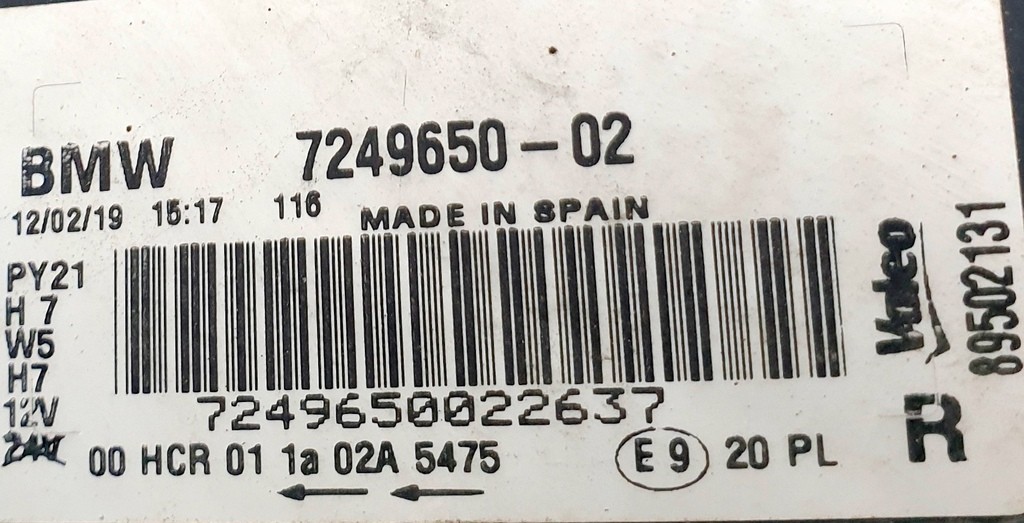 BMW 7249650-02
12/02/19 15:17 116 MADE IN SPAIN
PY21
H7
W5
H7
12V
24V
7249650022637
00 HCR 01 1a 02A 5475 E 9 20 PL
Valeo
89502131
R